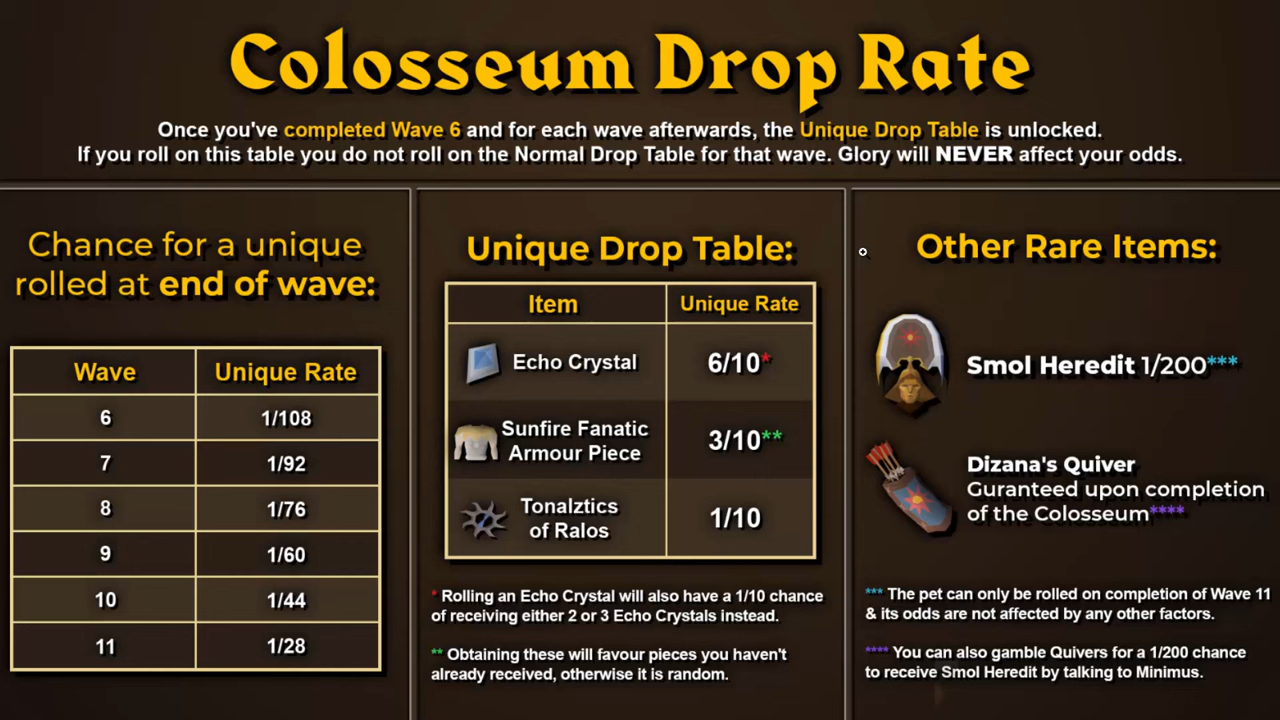 Colosseum Drop Rate
Once you've completed Wave 6 and for each wave afterwards, the Unique Drop Table is unlocked.
If you roll on this table you do not roll on the Normal Drop Table for that wave. Glory will NEVER affect your odds.
Chance for a unique
rolled at end of wave:
Wave Unique Rate
6 1/108
7 1/92
8 1/76
9 1/60
10 1/44
11 1/28
Unique Drop Table:
Item Unique Rate
Echo Crystal 6/10*
Sunfire Fanatic
Armour Piece 3/10**
Tonalztics
of Ralos 1/10
* Rolling an Echo Crystal will also have a 1/10 chance
of receiving either 2 or 3 Echo Crystals instead.
** Obtaining these will favour pieces you haven't
already received, otherwise it is random.
Other Rare Items:
Smol Heredit 1/200***
Dizana's Quiver
Guranteed upon completion
of the Colosseum****
*** The pet can only be rolled on completion of Wave 11
& its odds are not affected by any other factors.
**** You can also gamble Quivers for a 1/200 chance
to receive Smol Heredit by talking to Minimus.